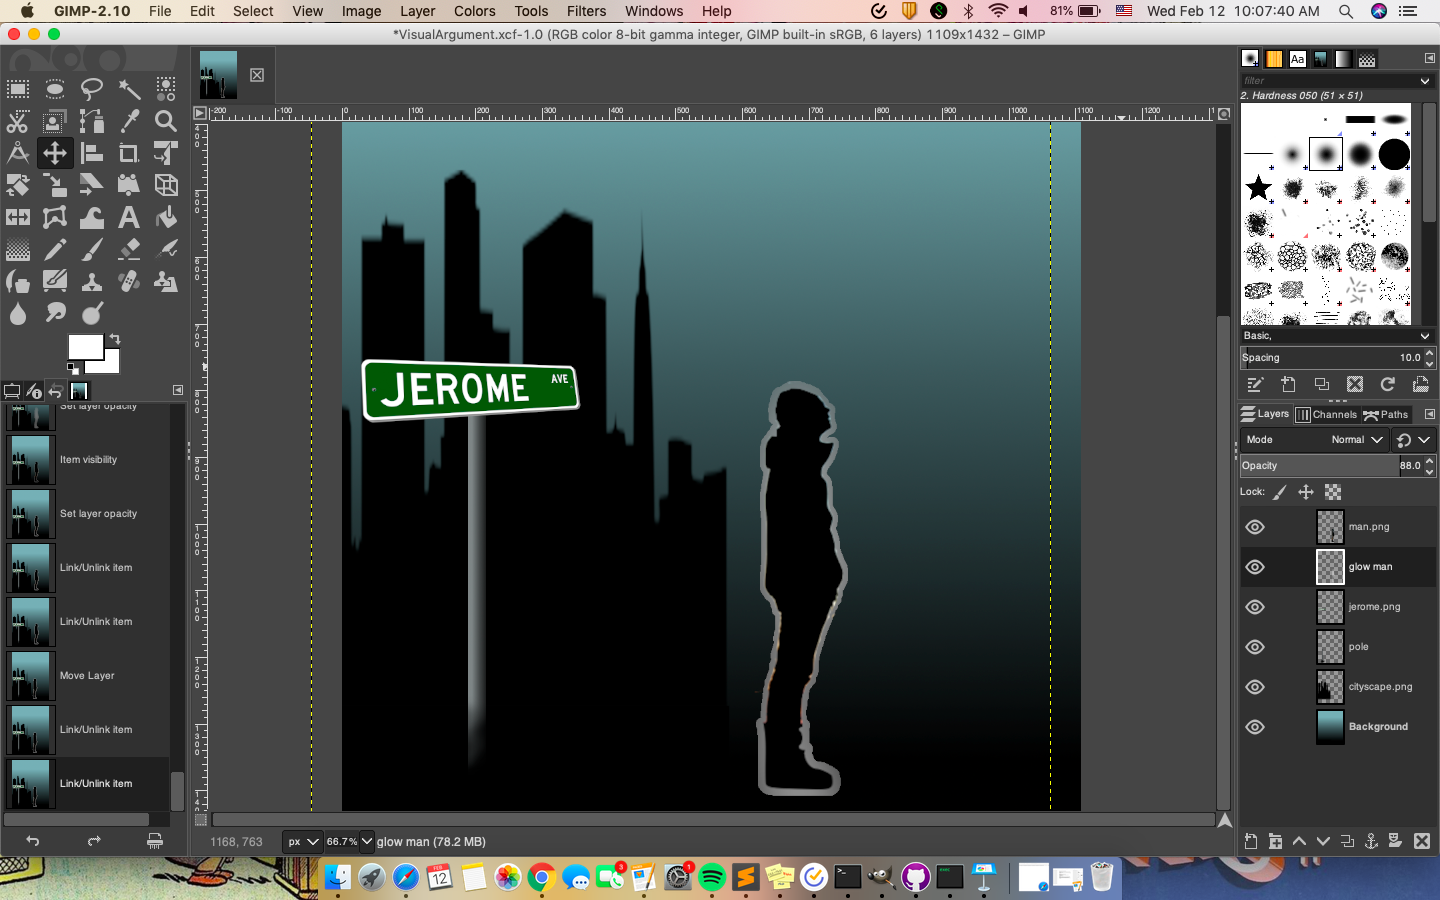 GIMP-2.10 File Edit Select View Image Layer Colors Tools Filters Windows Help
81%
Wed Feb 12 10:07:40 AM
*VisualArgument.xcf-1.0 (RGB color 8-bit gamma integer, GIMP built-in sRGB, 6 layers) 1109x1432 – GIMP
Set layer opacity
Item visibility
Set layer opacity
Link/Unlink item
Link/Unlink item
Move Layer
Link/Unlink item
Link/Unlink item
-200 -100 0 100 200 300 400 500 600 700 800 900 1000 1100 1200
JEROME AVE
1168, 763
px
66.7%
glow man (78.2 MB)
filter
2. Hardness 050 (51 × 51)
Basic,
Spacing 10.0
Layers Channels Paths
Mode Normal
Opacity 88.0
Lock:
man.png
glow man
jerome.png
pole
cityscape.png
Background
Aa
12
3
1